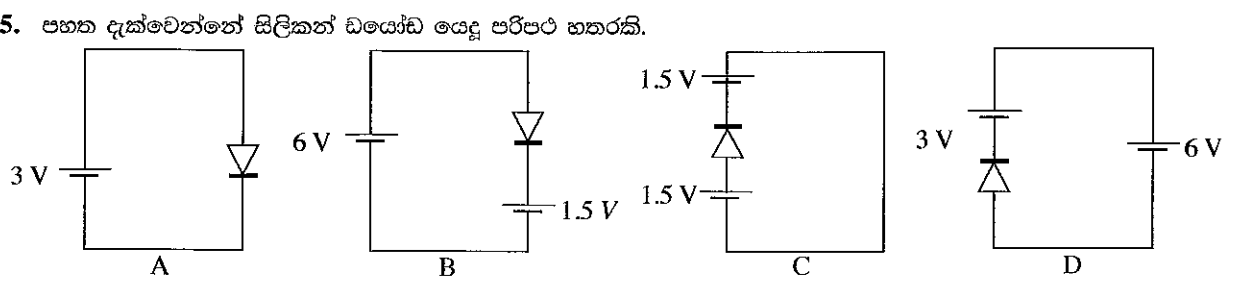 5. පහත දැක්වෙන්නේ සිලිකන් ඩයෝඩ යෙදූ පරිපථ හතරකි.
3 V
A
6 V
1.5 V
B
1.5 V
1.5 V
C
3 V
6 V
D